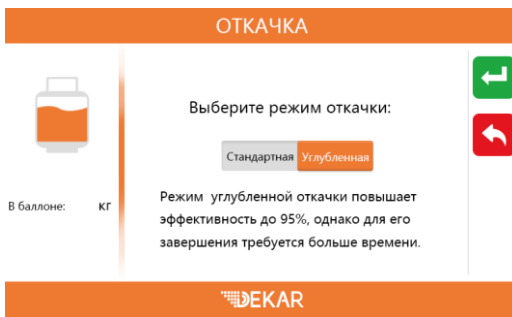 ОТКАЧКА
Выберите режим откачки:
Стандартная Углубленная
В баллоне: кг
Режим углубленной откачки повышает
эффективность до 95%, однако для его
завершения требуется больше времени.
DEKAR